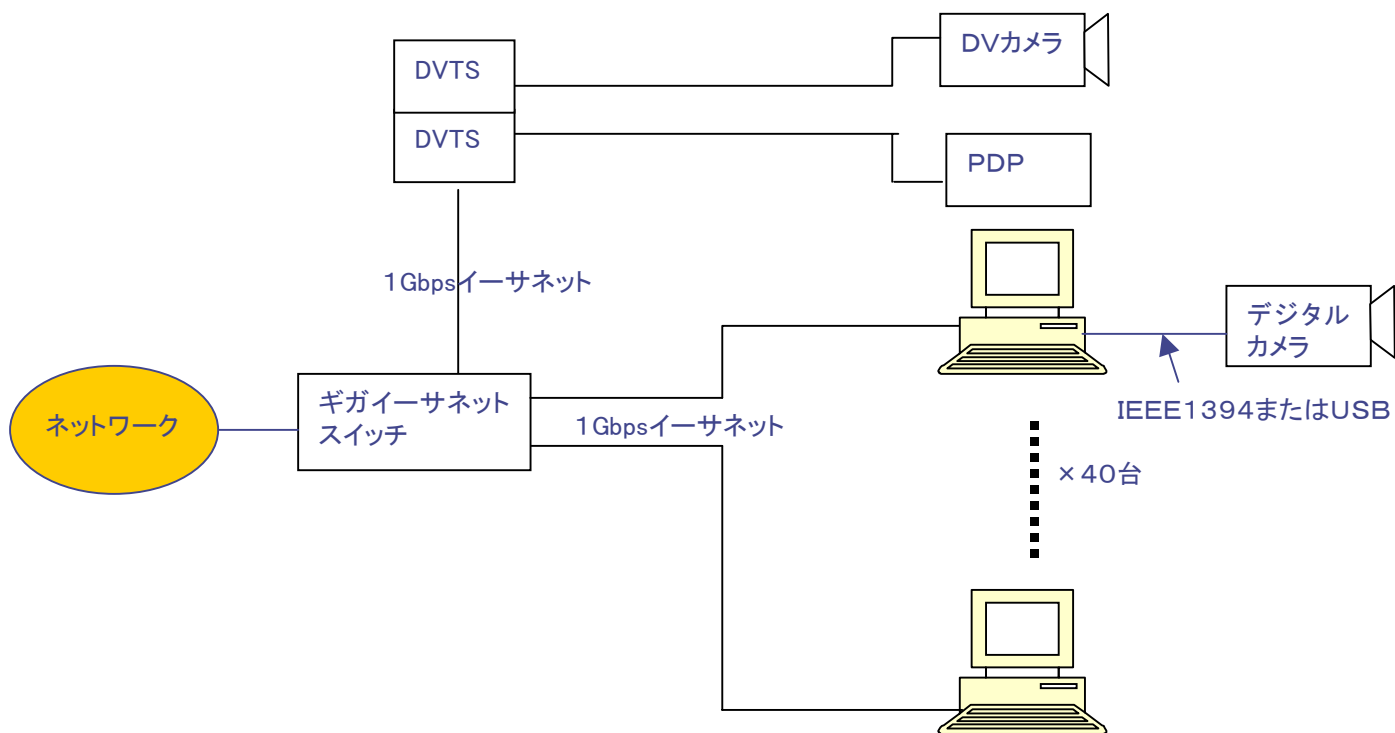 DVTS
DVカメラ
DVTS
PDP
1Gbpsイーサネット
デジタル
カメラ
ギガイーサネット
スイッチ
ネットワーク
1Gbpsイーサネット
IEEE1394またはUSB
×40台